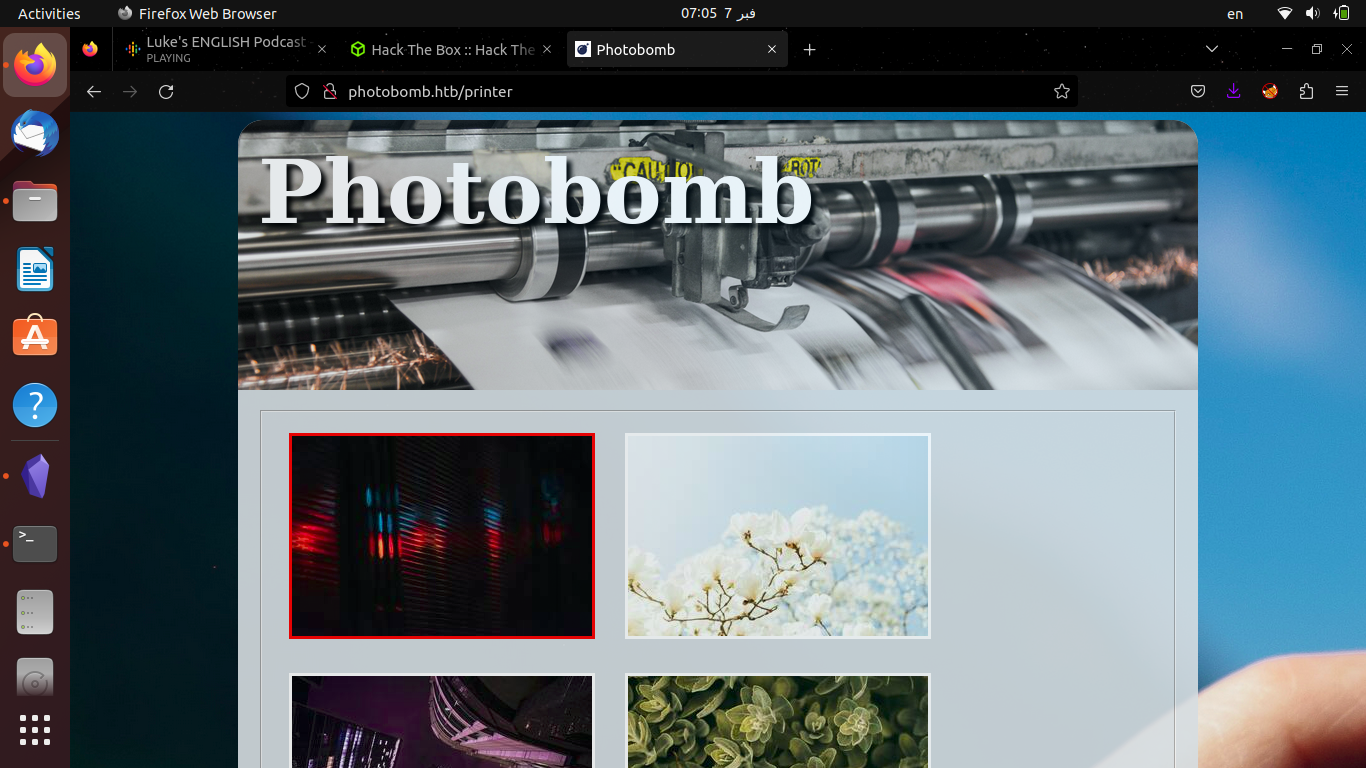 Activities
Firefox Web Browser
07:05 7 فبر
en
Luke's ENGLISH Podcast
PLAYING
Hack The Box :: Hack The
Photobomb
photobomb.htb/printer
Photobomb
CAUTION
HOT
>_
?